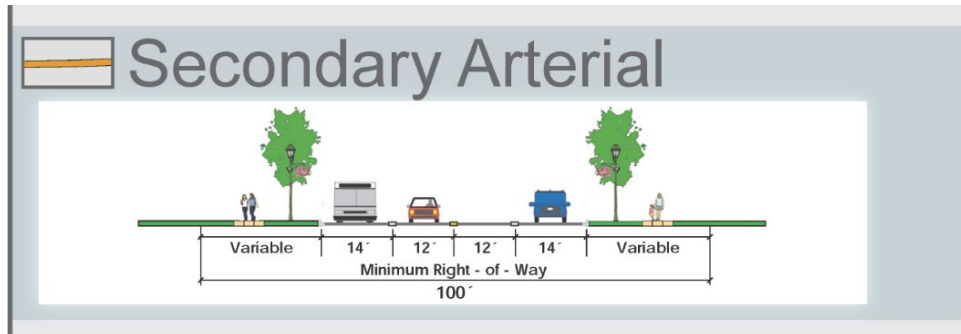 Secondary Arterial
Variable 14´ 12´ 12´ 14´ Variable
Minimum Right - of - Way
100´